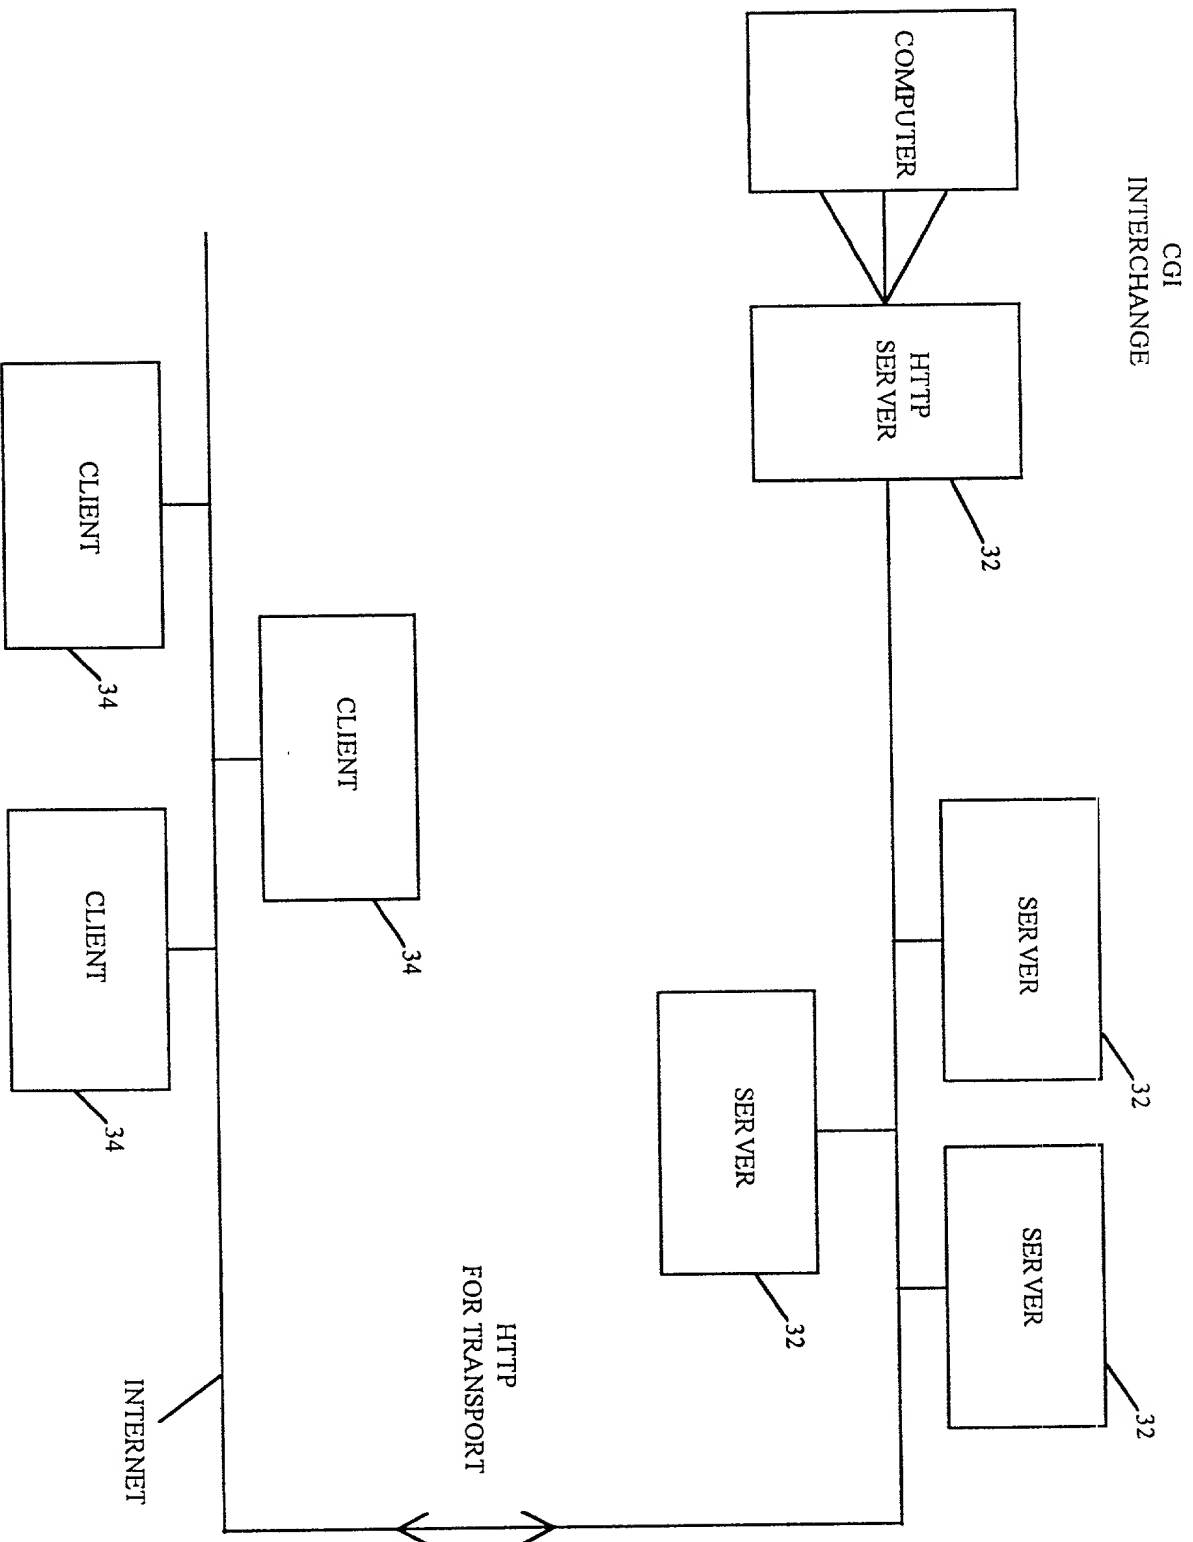 CGI
INTERCHANGE
COMPUTER
HTTP
SERVER
32
SERVER
32
SERVER
32
SERVER
32
HTTP
FOR TRANSPORT
CLIENT
34
CLIENT
34
CLIENT
34
INTERNET